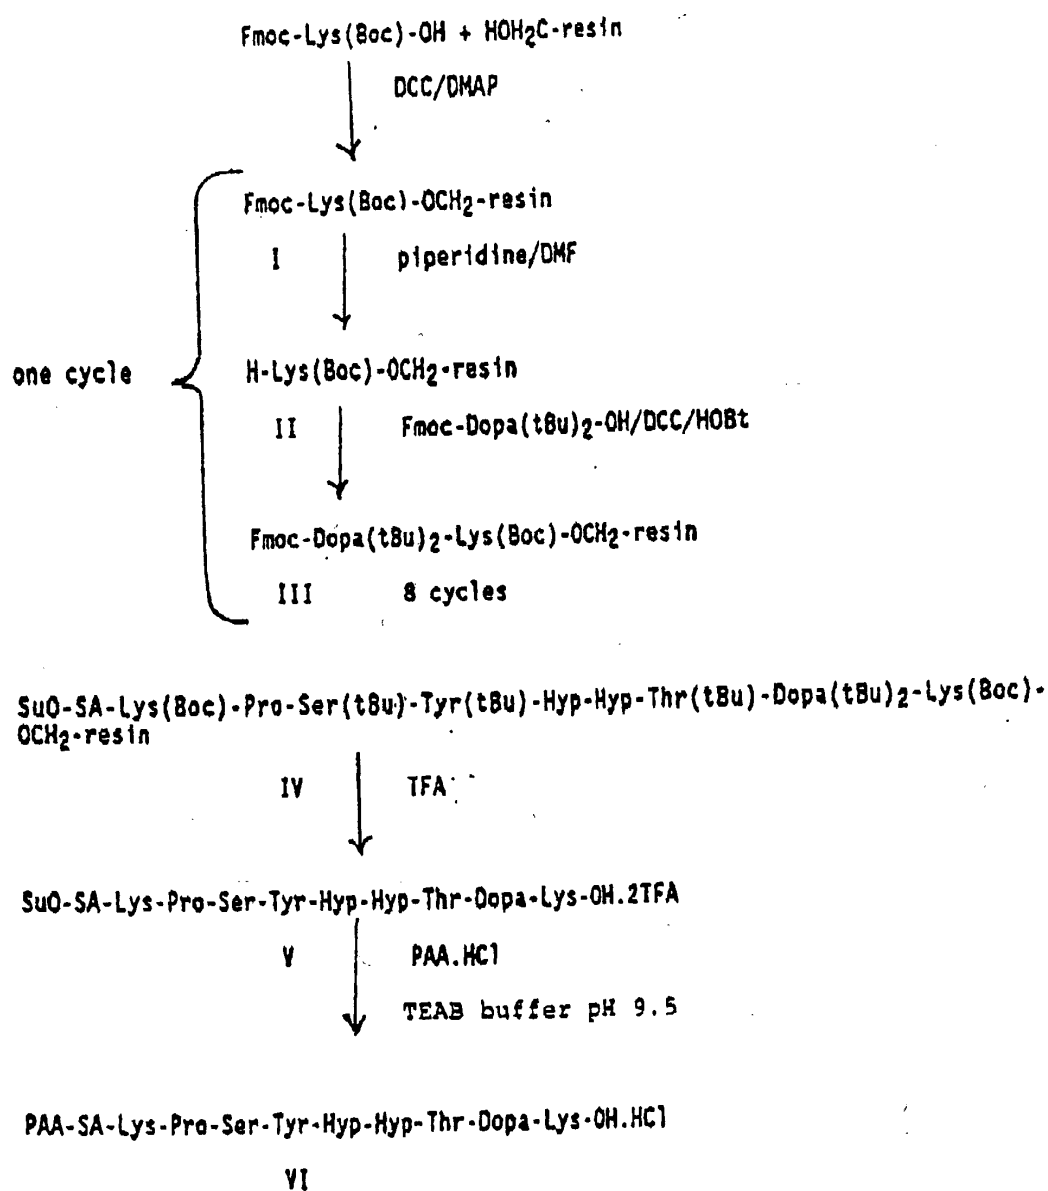 Fmoc-Lys(Boc)-OH + HOH2C-resin
DCC/DMAP
Fmoc-Lys(Boc)-OCH2-resin
I piperidine/DMF
one cycle
H-Lys(Boc)-OCH2-resin
II Fmoc-Dopa(tBu)2-OH/DCC/HOBt
Fmoc-Dopa(tBu)2-Lys(Boc)-OCH2-resin
III 8 cycles
SuO-SA-Lys(Boc)-Pro-Ser(tBu)-Tyr(tBu)-Hyp-Hyp-Thr(tBu)-Dopa(tBu)2-Lys(Boc)-
OCH2-resin
IV TFA
SuO-SA-Lys-Pro-Ser-Tyr-Hyp-Hyp-Thr-Dopa-Lys-OH.2TFA
V PAA.HCl
TEAB buffer pH 9.5
PAA-SA-Lys-Pro-Ser-Tyr-Hyp-Hyp-Thr-Dopa-Lys-OH.HCl
VI